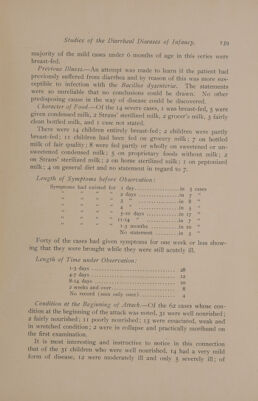 Studies of the Diarrheal Diseases of Infancy. 139
majority of the mild cases under 6 months of age in this series were
breast-fed.
Previous Illness.—An attempt was made to learn if the patient had
previously suffered from diarrhea and by reason of this was more sus-
ceptible to infection with the Bacillus dysenteriæ. The statements
were so unreliable that no conclusions could be drawn. No other
predisposing cause in the way of disease could be discovered.
Character of Food.—Of the 14 severe cases, 1 was breast-fed, 5 were
given condensed milk, 2 Straus' sterilized milk, 2 grocer's milk, 3 fairly
clean bottled milk, and 1 case not stated.
There were 14 children entirely breast-fed; 2 children were partly
breast-fed; 11 children had been fed on grocery milk; 7 on bottled
milk of fair quality; 8 were fed partly or wholly on sweetened or un-
sweetened condensed milk; 5 on proprietary foods without milk; 2
on Straus' sterilized milk; 2 on home sterilized milk; 1 on peptonized
milk; 4 on general diet and no statement in regard to 7.
Length of Symptoms before Observation:
Symptoms had existed for 1 day in 3 cases
" " " " 2 days in 7 "
" " " " 3 " in 8 "
" " " " 4 " in 5 "
" " " " 5-10 days in 17 "
" " " " 11-14 " in 7 "
" " " " 1-3 months in 10 "
No statement in 5 "
Forty of the cases had given symptoms for one week or less show-
ing that they were brought while they were still acutely ill.
Length of Time under Observation:
1-3 days 28
4-7 days 12
8-14 days 10
2 weeks and over 8
No record (seen only once) 4
Condition at the Beginning of Attack.—Of the 62 cases whose con-
dition at the beginning of the attack was noted, 31 were well nourished;
2 fairly nourished; 11 poorly nourished; 13 were emaciated, weak and
in wretched condition; 2 were in collapse and practically moribund on
the first examination.
It is most interesting and instructive to notice in this connection
that of the 31 children who were well nourished, 14 had a very mild
form of disease, 12 were moderately ill and only 3 severely ill; of